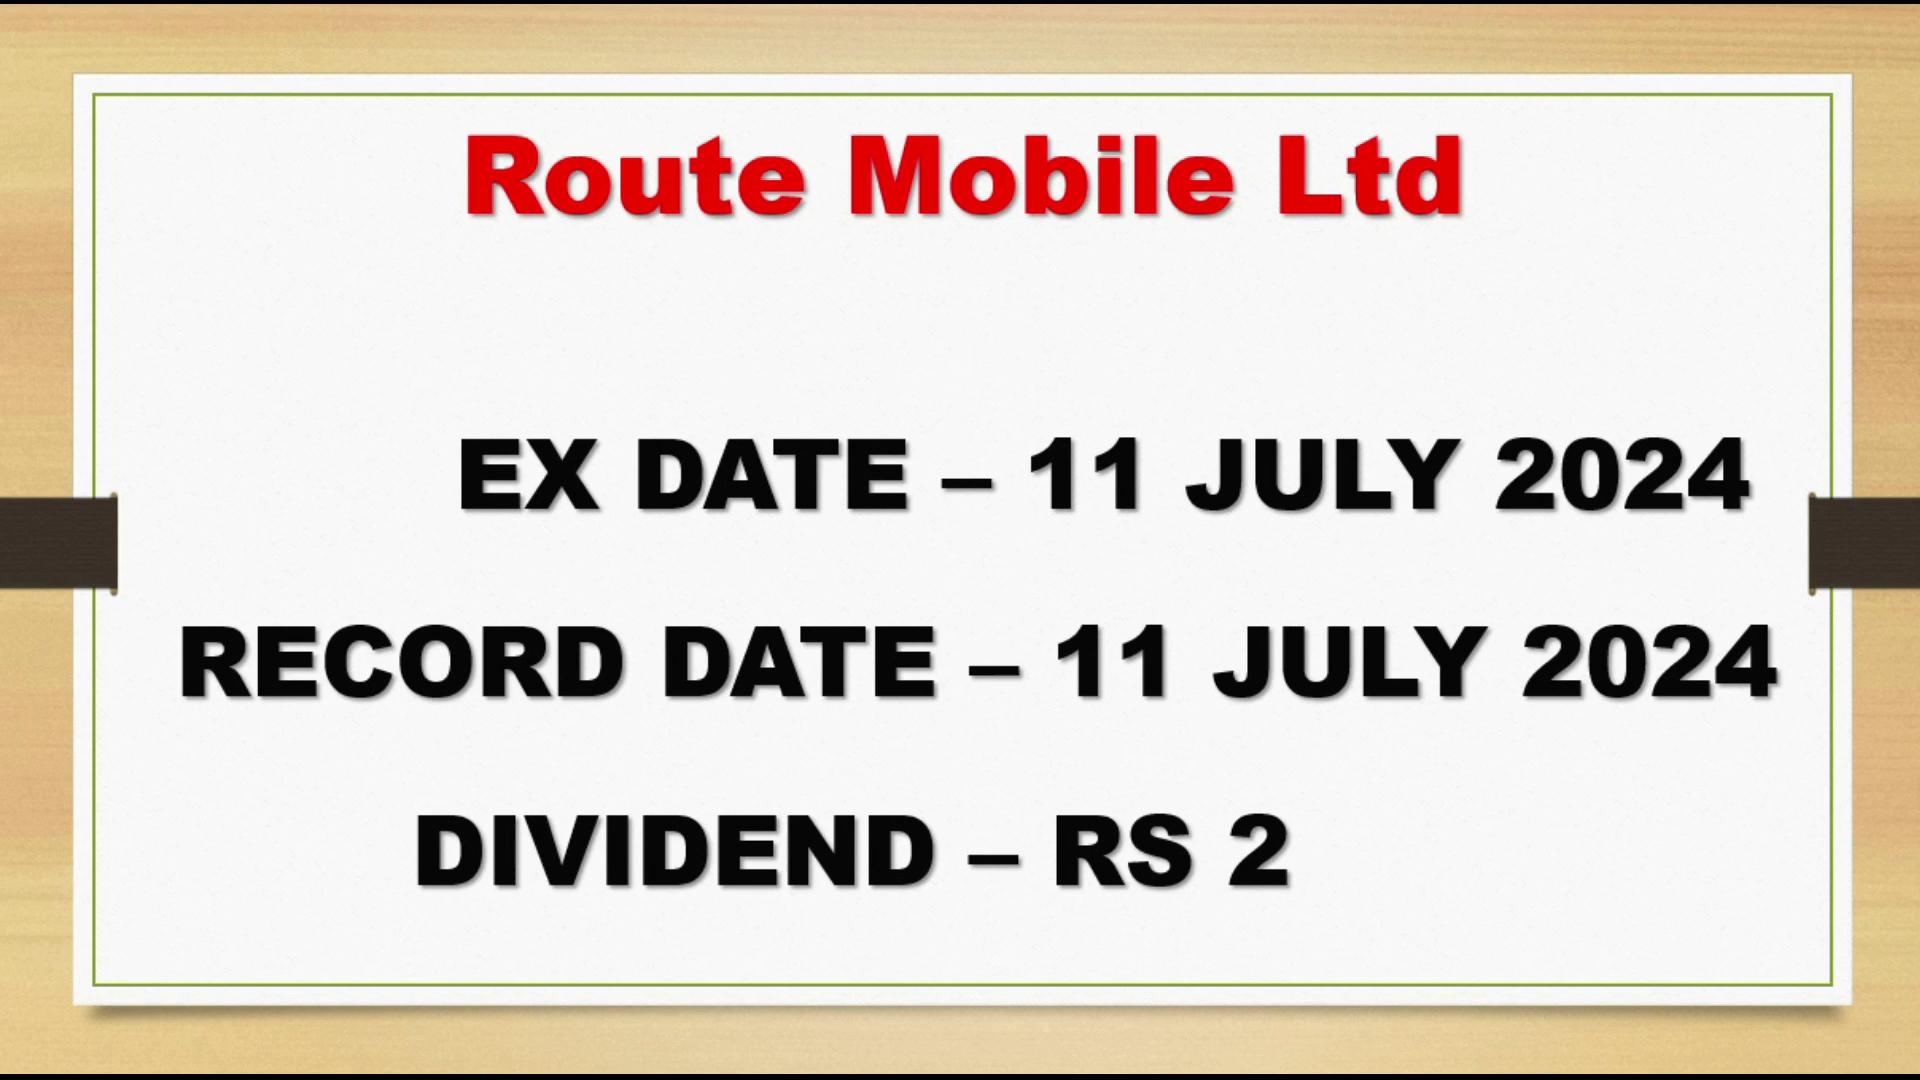 Route Mobile Ltd
EX DATE – 11 JULY 2024
RECORD DATE – 11 JULY 2024
DIVIDEND – RS 2